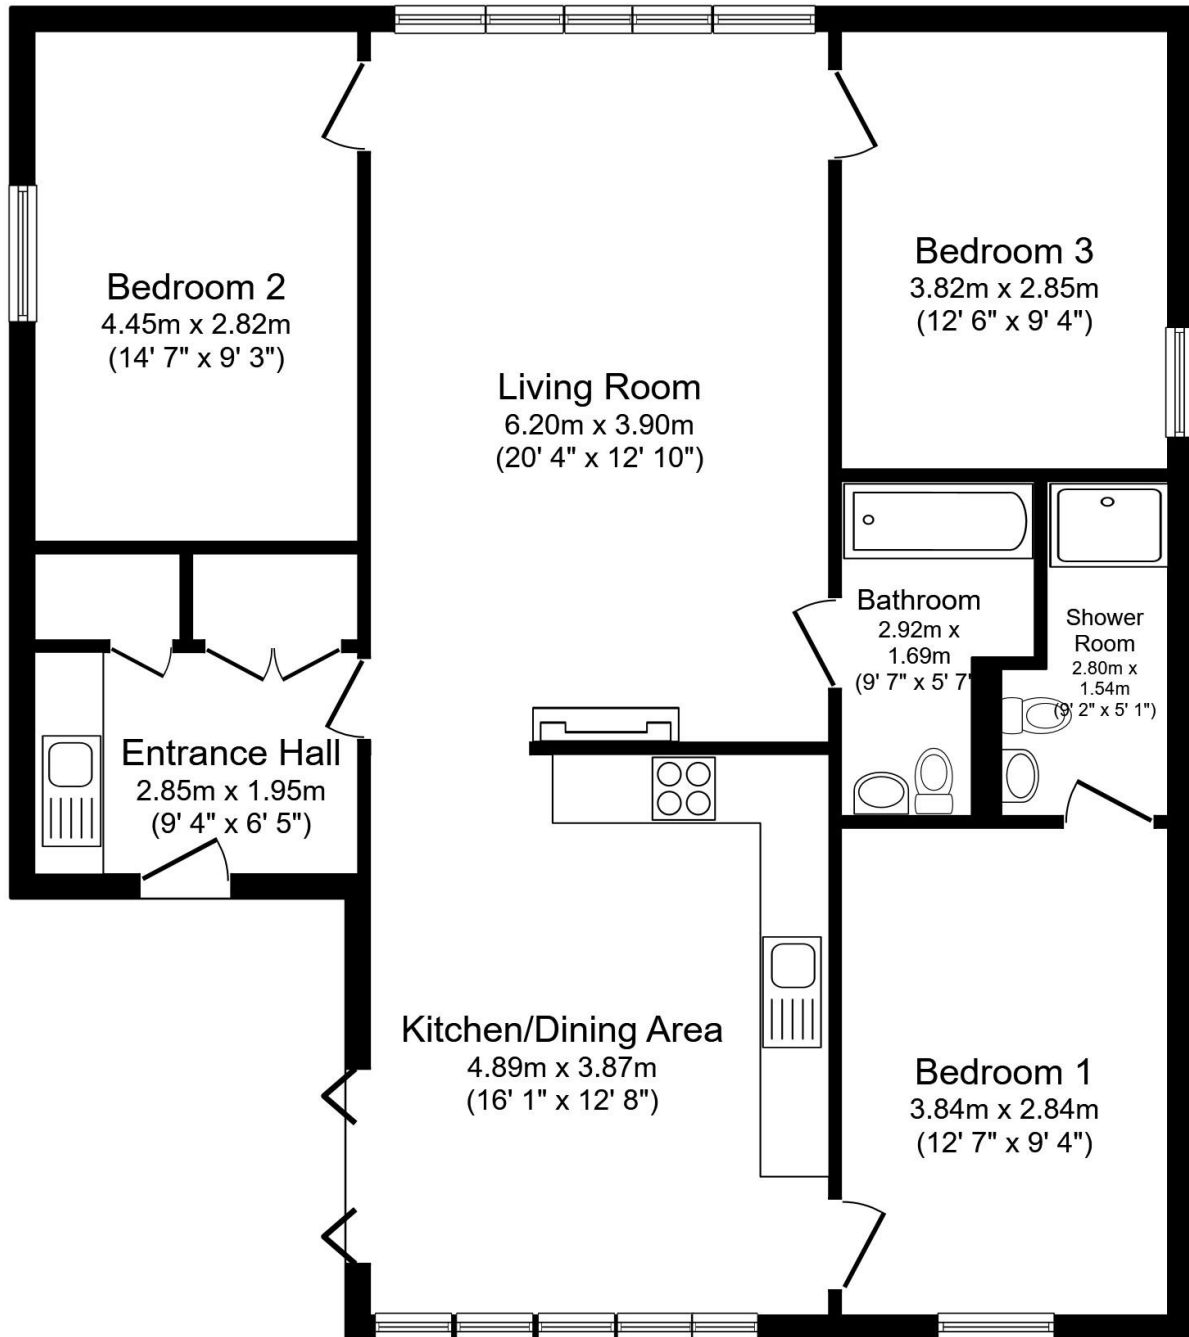 Bedroom 2
4.45m x 2.82m
(14' 7" x 9' 3")
Living Room
6.20m x 3.90m
(20' 4" x 12' 10")
Bedroom 3
3.82m x 2.85m
(12' 6" x 9' 4")
Bathroom
2.92m x
1.69m
(9' 7" x 5' 7"
Shower
Room
2.80m x
1.54m
(9' 2" x 5' 1")
Entrance Hall
2.85m x 1.95m
(9' 4" x 6' 5")
Kitchen/Dining Area
4.89m x 3.87m
(16' 1" x 12' 8")
Bedroom 1
3.84m x 2.84m
(12' 7" x 9' 4")